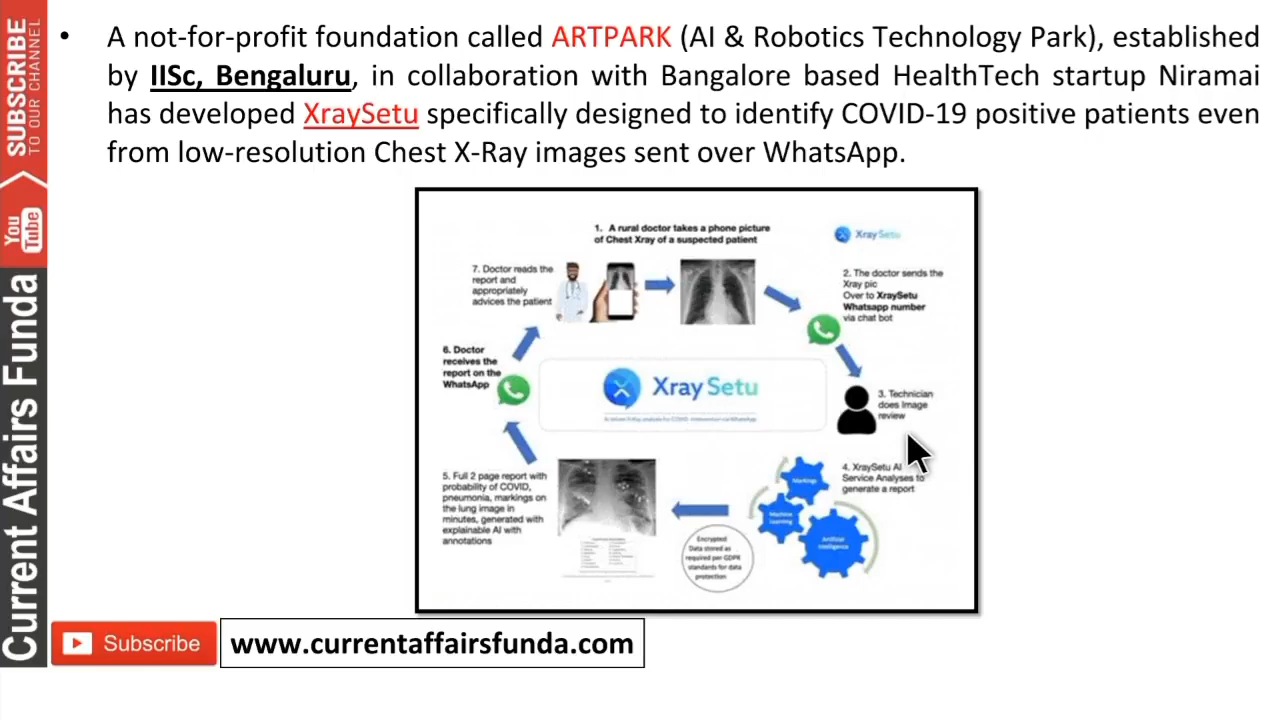 SUBSCRIBE
TO OUR CHANNEL
You
Tube
Current Affairs Funda
• A not-for-profit foundation called ARTPARK (AI & Robotics Technology Park), established
by IISc, Bengaluru, in collaboration with Bangalore based HealthTech startup Niramai
has developed XraySetu specifically designed to identify COVID-19 positive patients even
from low-resolution Chest X-Ray images sent over WhatsApp.
1. A rural doctor takes a phone picture
of Chest Xray of a suspected patient
XraySetu
2. The doctor sends the
Xray pic
Over to XraySetu
Whatsapp number
via chat bot
3. Technician
does Image
review
4. XraySetu AI
Service Analyses to
generate a report
Markings
Machine
Learning
Artificial
Intelligence
Encrypted
Data stored as
required per GDPR
standards for data
protection
5. Full 2 page report with
probability of COVID,
pneumonia, markings on
the lung image in
minutes, generated with
explainable AI with
annotations
6. Doctor
receives the
report on the
WhatsApp
7. Doctor reads the
report and
appropriately
advices the patient
XraySetu
Subscribe
www.currentaffairsfunda.com